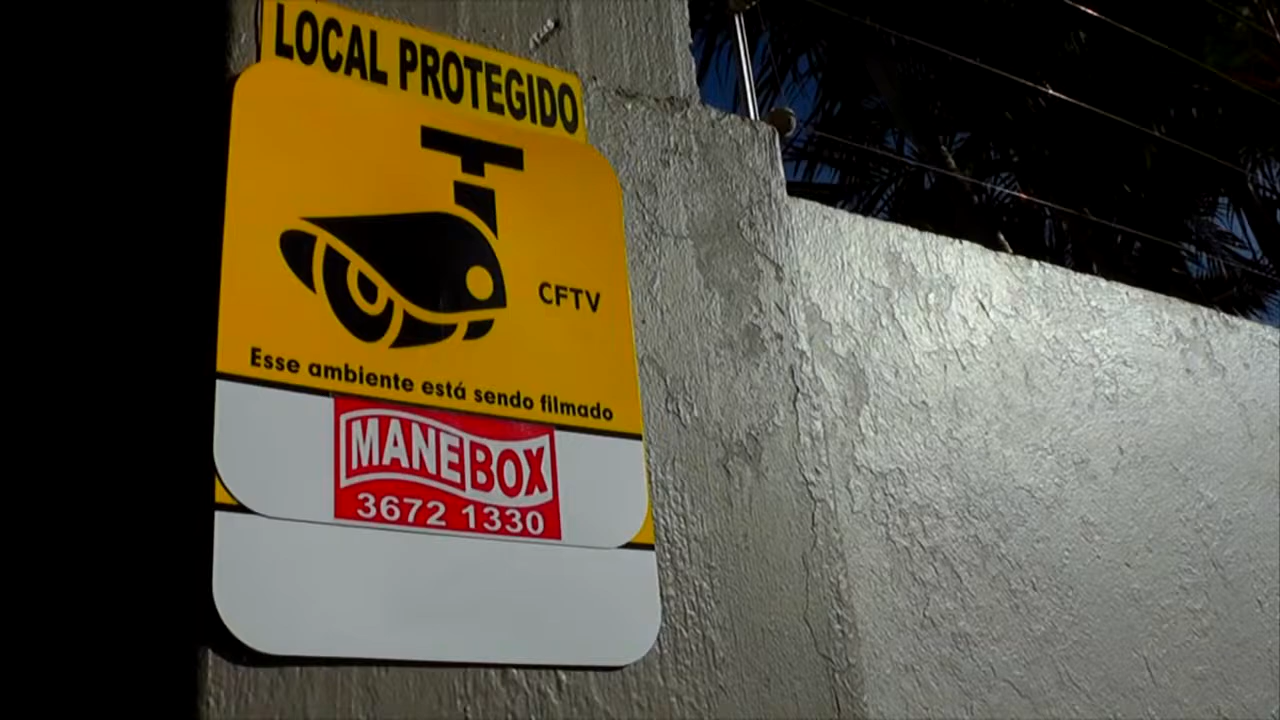 LOCAL PROTEGIDO
CFTV
Esse ambiente está sendo filmado
MANEBOX
3672 1330